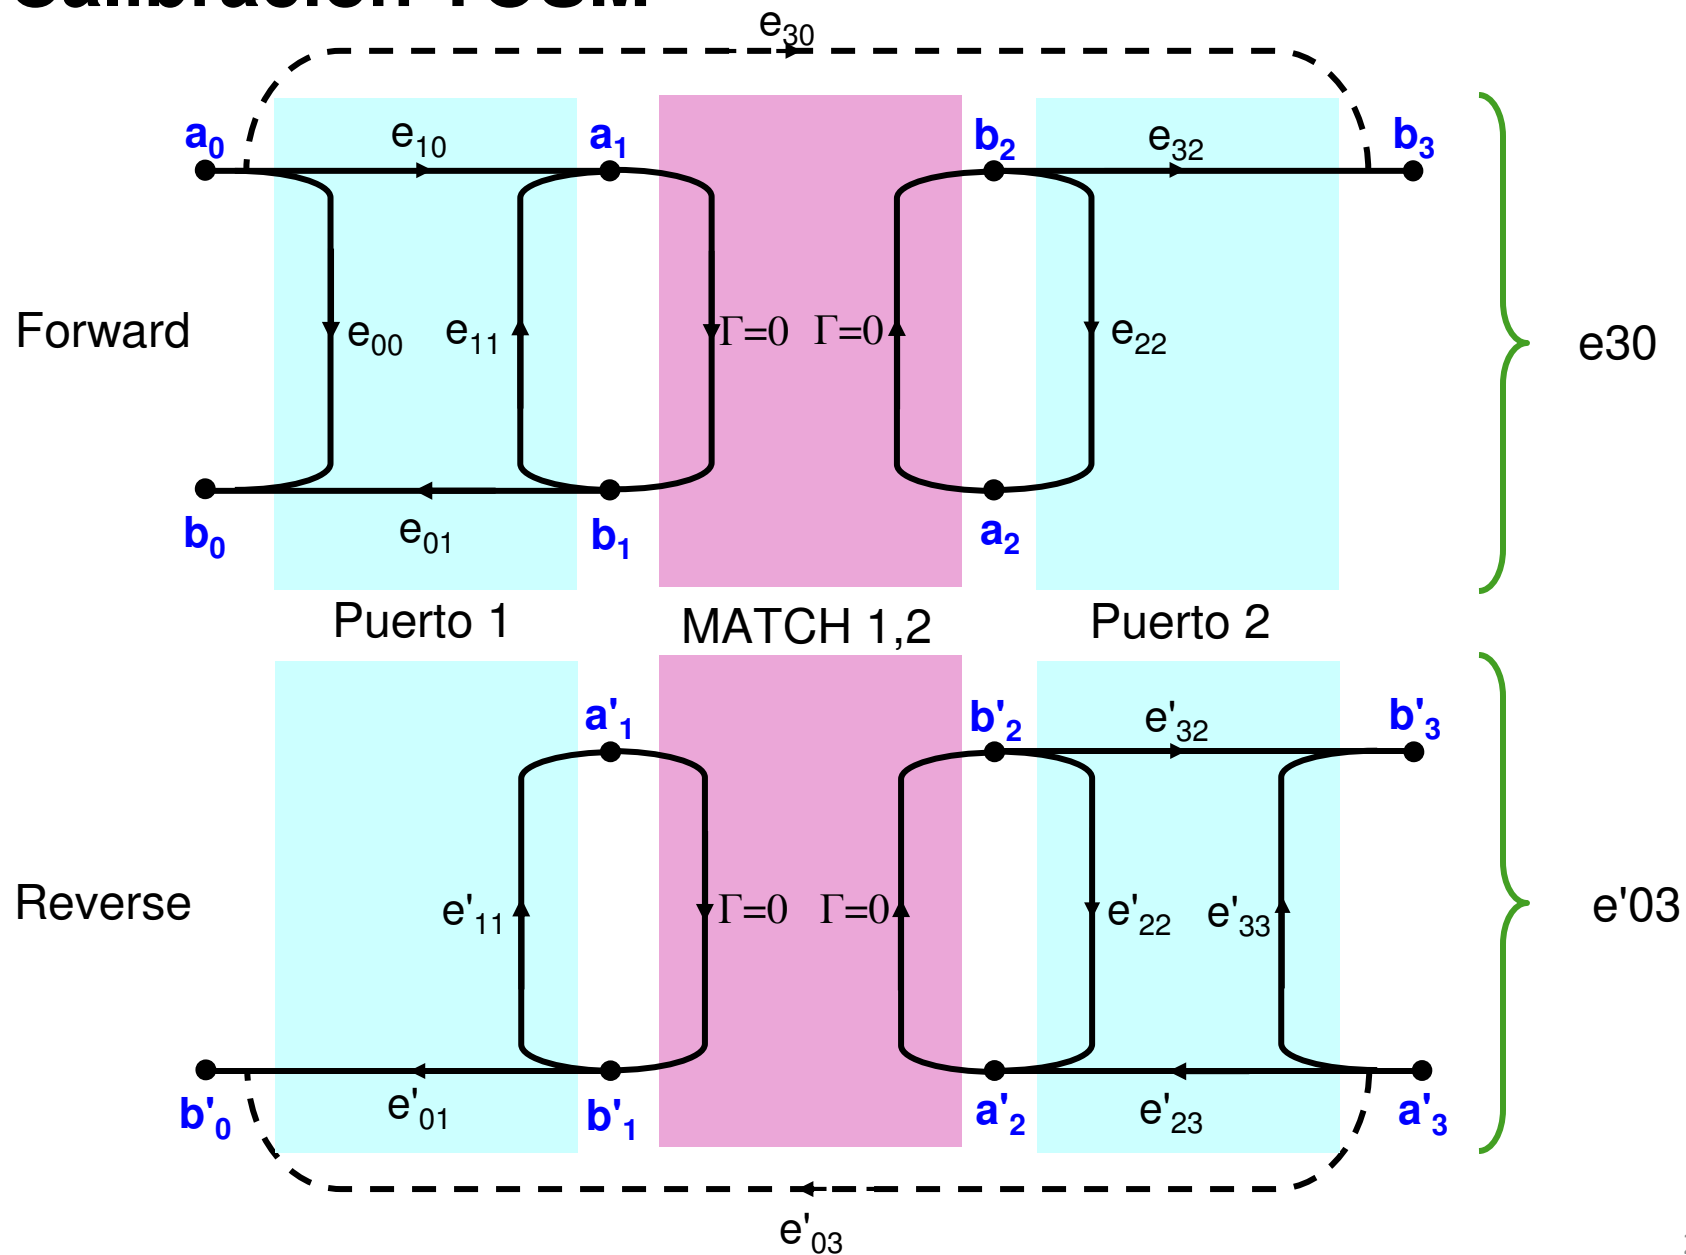 Calibración TOSM
e30
a0 e10 a1 b2 e32 b3
Forward e00 e11 Γ=0 Γ=0 e22 e30
b0 e01 b1 a2
Puerto 1 MATCH 1,2 Puerto 2
a'1 b'2 e'32 b'3
Reverse e'11 Γ=0 Γ=0 e'22 e'33 e'03
b'0 e'01 b'1 a'2 e'23 a'3
e'03